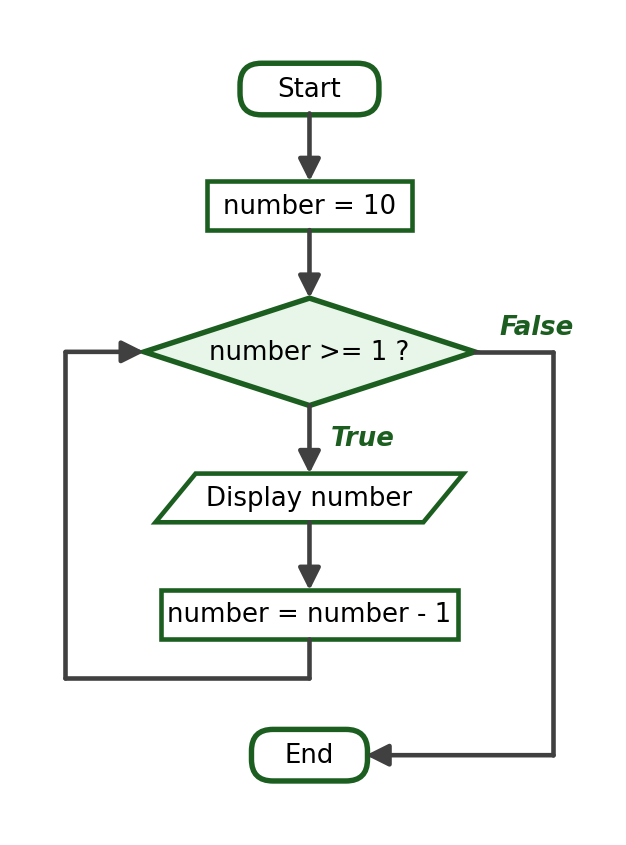 Start
number = 10
number >= 1 ?
False
True
Display number
number = number - 1
End